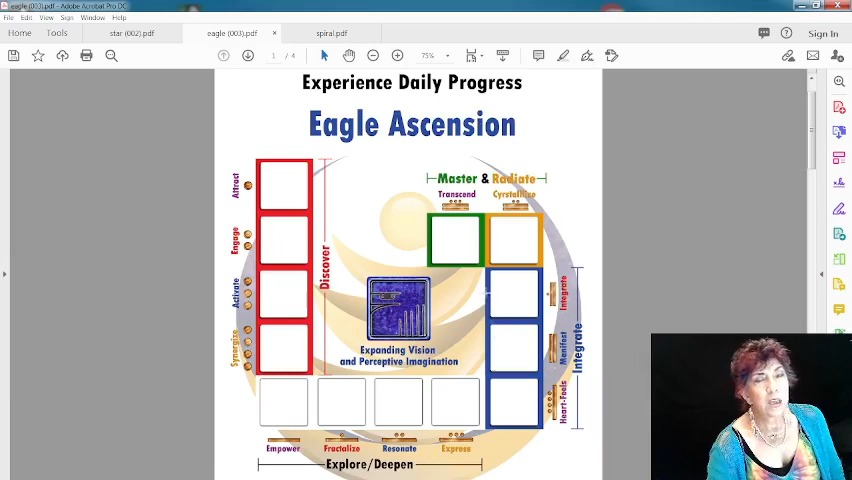 eagle (003).pdf - Adobe Acrobat Pro DC
File Edit View Sign Window Help
Home Tools star (002).pdf eagle (003).pdf × spiral.pdf Sign In
1 / 4 75%
Experience Daily Progress
Eagle Ascension
Master & Radiate
Transcend Cyrstallize
Attract
Engage
Activate
Synergize
Discover
Expanding Vision
and Perceptive Imagination
Integrate
Manifest
Heart-Feels
Integrate
Empower Fractalize Resonate Express
Explore/Deepen